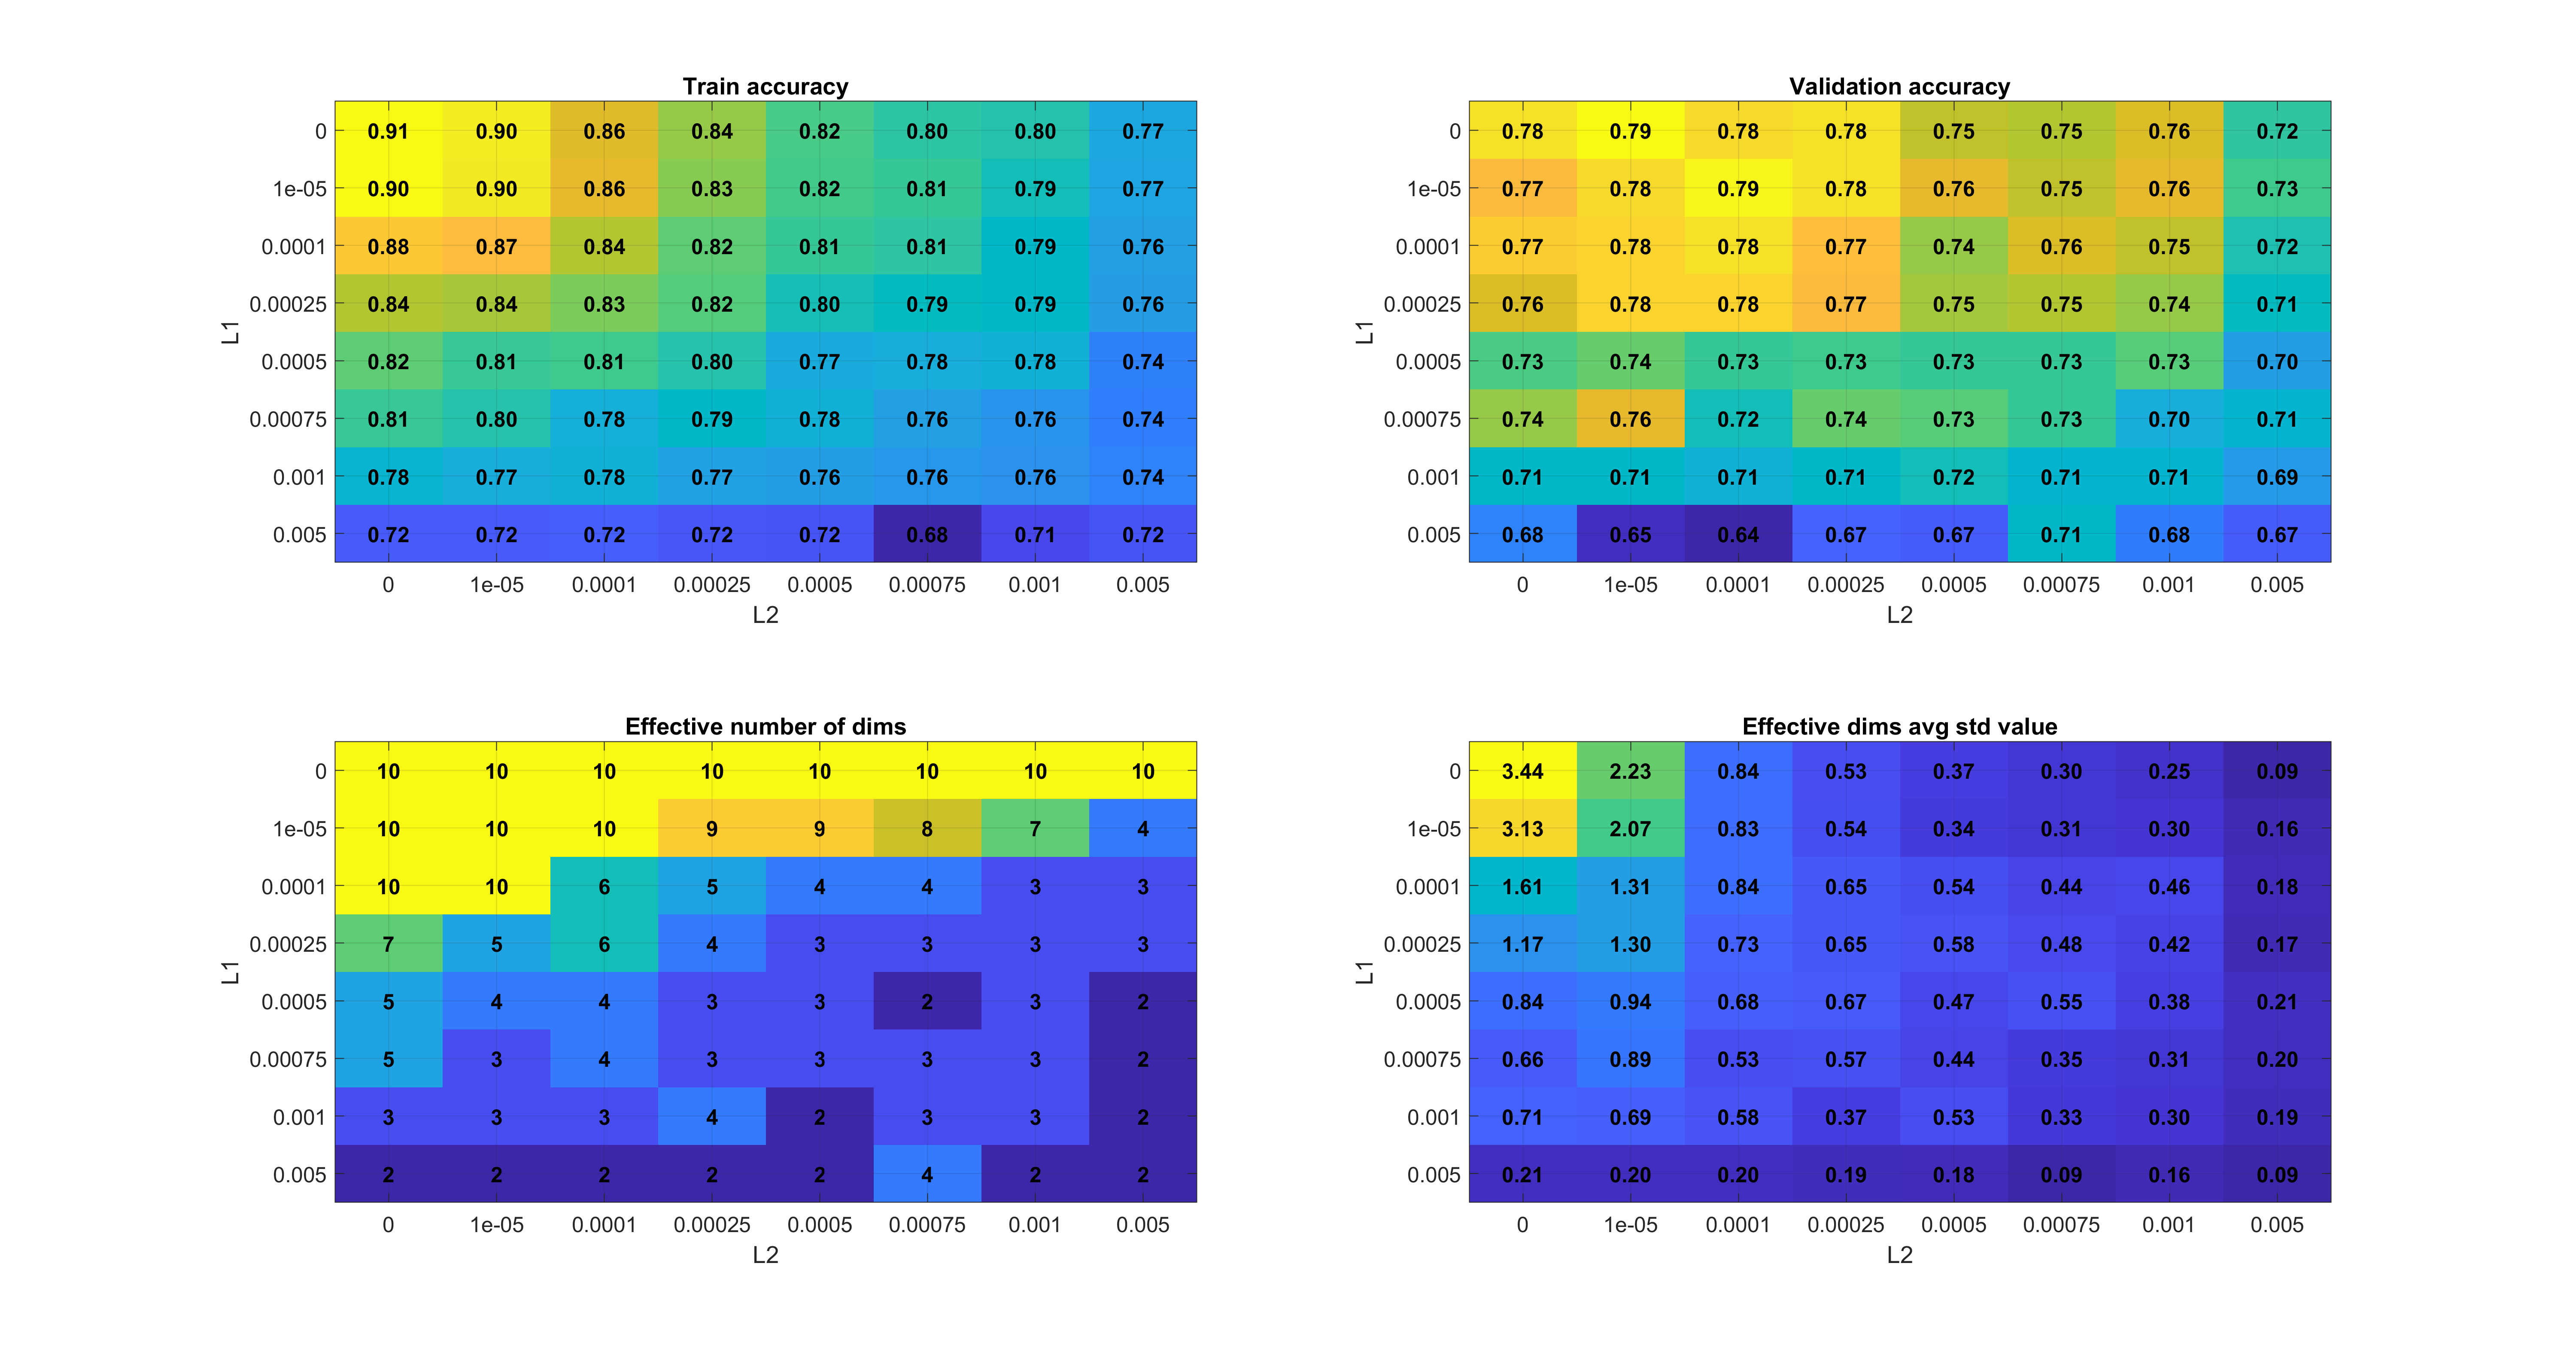 Train accuracy
L1
0 0.91 0.90 0.86 0.84 0.82 0.80 0.80 0.77
1e-05 0.90 0.90 0.86 0.83 0.82 0.81 0.79 0.77
0.0001 0.88 0.87 0.84 0.82 0.81 0.81 0.79 0.76
0.00025 0.84 0.84 0.83 0.82 0.80 0.79 0.79 0.76
0.0005 0.82 0.81 0.81 0.80 0.77 0.78 0.78 0.74
0.00075 0.81 0.80 0.78 0.79 0.78 0.76 0.76 0.74
0.001 0.78 0.77 0.78 0.77 0.76 0.76 0.76 0.74
0.005 0.72 0.72 0.72 0.72 0.72 0.68 0.71 0.72
0 1e-05 0.0001 0.00025 0.0005 0.00075 0.001 0.005
L2
Validation accuracy
L1
0 0.78 0.79 0.78 0.78 0.75 0.75 0.76 0.72
1e-05 0.77 0.78 0.79 0.78 0.76 0.75 0.76 0.73
0.0001 0.77 0.78 0.78 0.77 0.74 0.76 0.75 0.72
0.00025 0.76 0.78 0.78 0.77 0.75 0.75 0.74 0.71
0.0005 0.73 0.74 0.73 0.73 0.73 0.73 0.73 0.70
0.00075 0.74 0.76 0.72 0.74 0.73 0.73 0.70 0.71
0.001 0.71 0.71 0.71 0.71 0.72 0.71 0.71 0.69
0.005 0.68 0.65 0.64 0.67 0.67 0.71 0.68 0.67
0 1e-05 0.0001 0.00025 0.0005 0.00075 0.001 0.005
L2
Effective number of dims
L1
0 10 10 10 10 10 10 10 10
1e-05 10 10 10 9 9 8 7 4
0.0001 10 10 6 5 4 4 3 3
0.00025 7 5 6 4 3 3 3 3
0.0005 5 4 4 3 3 2 3 2
0.00075 5 3 4 3 3 3 3 2
0.001 3 3 3 4 2 3 3 2
0.005 2 2 2 2 2 4 2 2
0 1e-05 0.0001 0.00025 0.0005 0.00075 0.001 0.005
L2
Effective dims avg std value
L1
0 3.44 2.23 0.84 0.53 0.37 0.30 0.25 0.09
1e-05 3.13 2.07 0.83 0.54 0.34 0.31 0.30 0.16
0.0001 1.61 1.31 0.84 0.65 0.54 0.44 0.46 0.18
0.00025 1.17 1.30 0.73 0.65 0.58 0.48 0.42 0.17
0.0005 0.84 0.94 0.68 0.67 0.47 0.55 0.38 0.21
0.00075 0.66 0.89 0.53 0.57 0.44 0.35 0.31 0.20
0.001 0.71 0.69 0.58 0.37 0.53 0.33 0.30 0.19
0.005 0.21 0.20 0.20 0.19 0.18 0.09 0.16 0.09
0 1e-05 0.0001 0.00025 0.0005 0.00075 0.001 0.005
L2